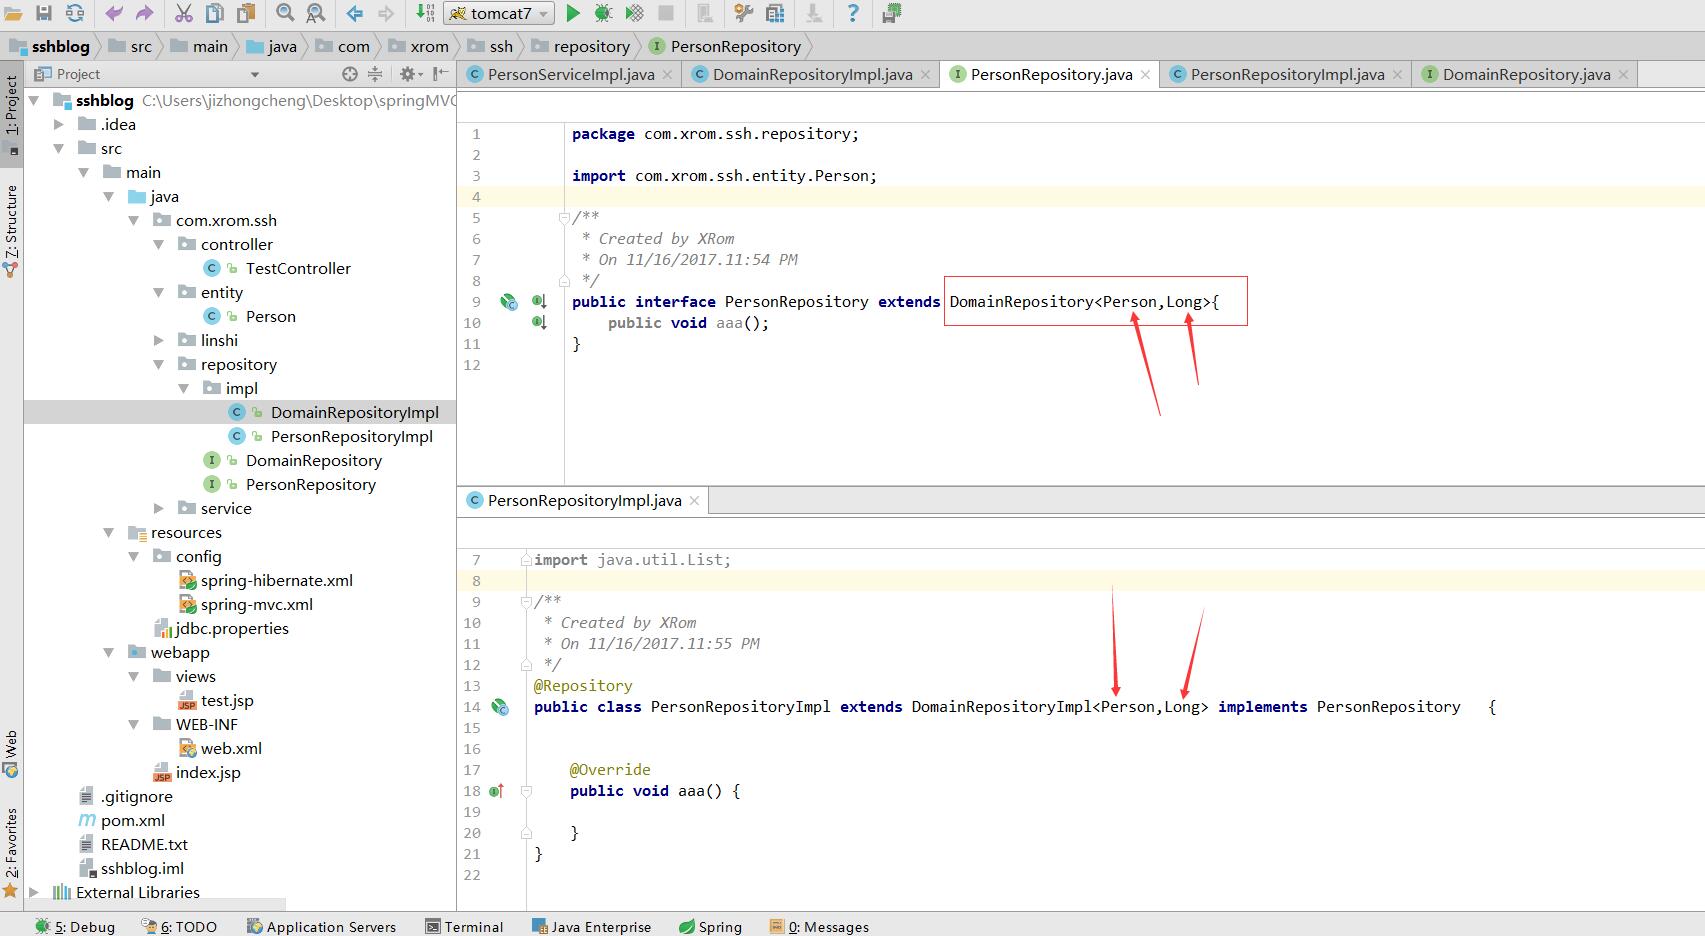 tomcat7
sshblog src main java com xrom ssh repository PersonRepository
1: Project
7: Structure
Web
2: Favorites
Project
sshblog C:\Users\jizhongcheng\Desktop\springMVC
.idea
src
main
java
com.xrom.ssh
controller
TestController
entity
Person
linshi
repository
impl
DomainRepositoryImpl
PersonRepositoryImpl
DomainRepository
PersonRepository
service
resources
config
spring-hibernate.xml
spring-mvc.xml
jdbc.properties
webapp
views
test.jsp
WEB-INF
web.xml
index.jsp
.gitignore
pom.xml
README.txt
sshblog.iml
External Libraries
PersonServiceImpl.java DomainRepositoryImpl.java PersonRepository.java PersonRepositoryImpl.java DomainRepository.java
1 package com.xrom.ssh.repository;
2
3 import com.xrom.ssh.entity.Person;
4
5 /**
6 * Created by XRom
7 * On 11/16/2017.11:54 PM
8 */
9 public interface PersonRepository extends DomainRepository<Person,Long>{
10 public void aaa();
11 }
12
PersonRepositoryImpl.java
7 import java.util.List;
8
9 /**
10 * Created by XRom
11 * On 11/16/2017.11:55 PM
12 */
13 @Repository
14 public class PersonRepositoryImpl extends DomainRepositoryImpl<Person,Long> implements PersonRepository {
15
16
17 @Override
18 public void aaa() {
19
20 }
21 }
22
5: Debug 6: TODO Application Servers Terminal Java Enterprise Spring 0: Messages